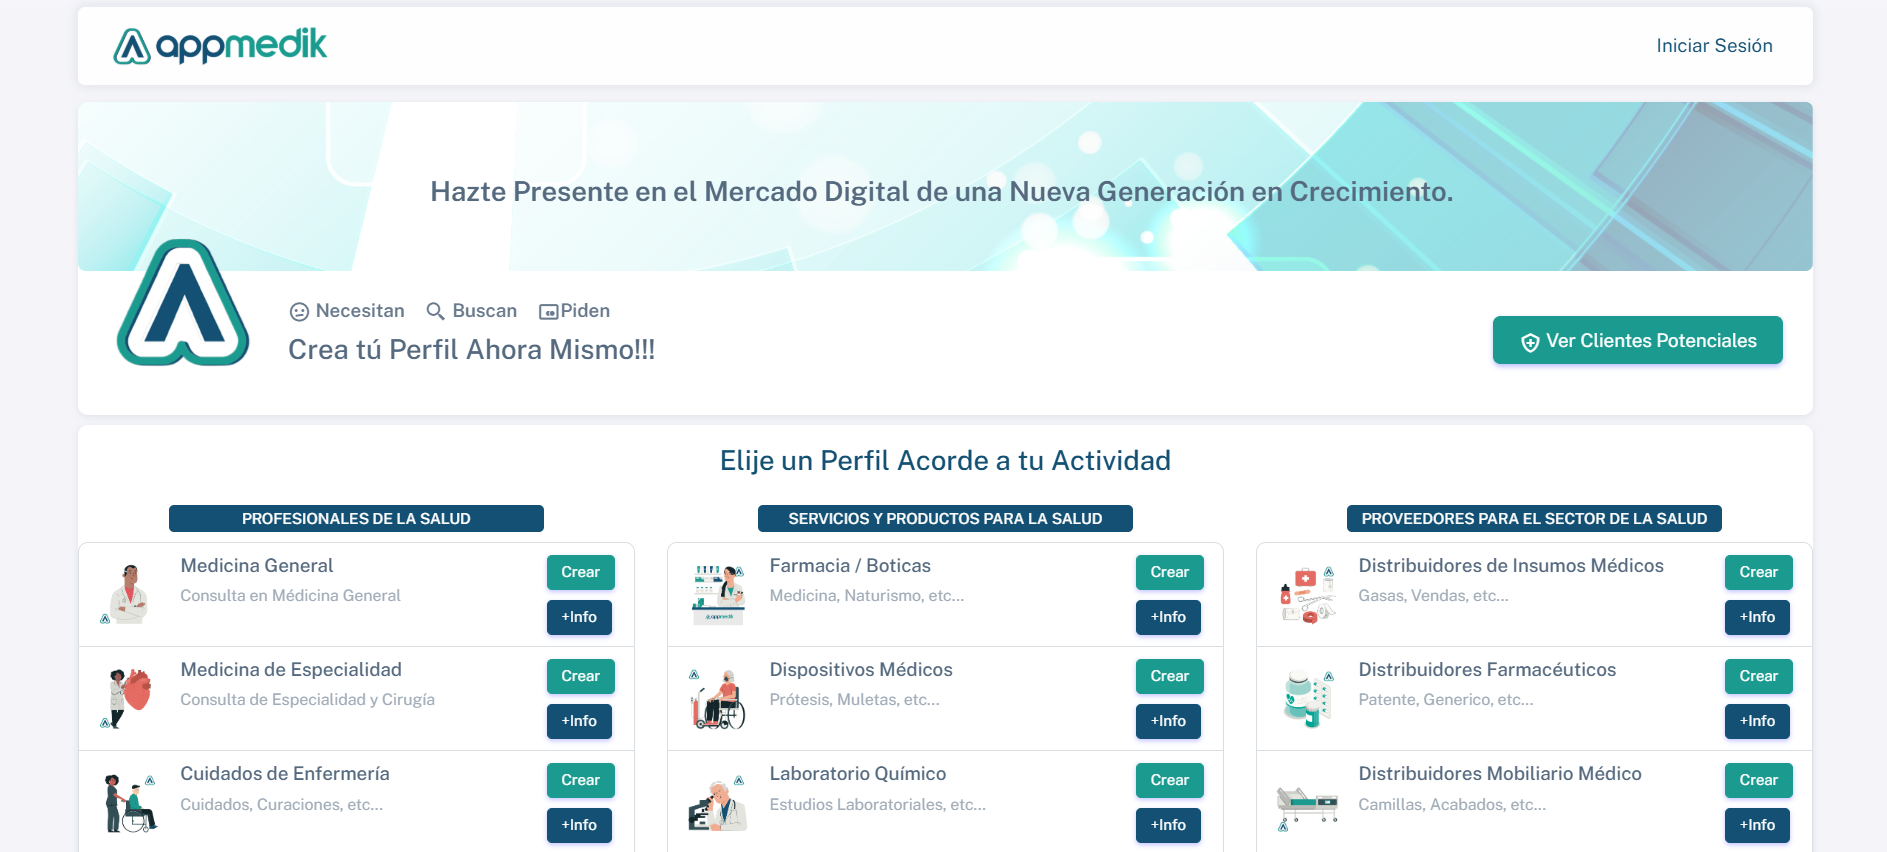 appmedik
Iniciar Sesión
Hazte Presente en el Mercado Digital de una Nueva Generación en Crecimiento.
Necesitan Buscan Piden
Crea tú Perfil Ahora Mismo!!!
Ver Clientes Potenciales
Elije un Perfil Acorde a tu Actividad
PROFESIONALES DE LA SALUD
Medicina General
Consulta en Médicina General
Crear
+Info
Medicina de Especialidad
Consulta de Especialidad y Cirugía
Crear
+Info
Cuidados de Enfermería
Cuidados, Curaciones, etc...
Crear
+Info
SERVICIOS Y PRODUCTOS PARA LA SALUD
appmedik
Farmacia / Boticas
Medicina, Naturismo, etc...
Crear
+Info
Dispositivos Médicos
Prótesis, Muletas, etc...
Crear
+Info
Laboratorio Químico
Estudios Laboratoriales, etc...
Crear
+Info
PROVEEDORES PARA EL SECTOR DE LA SALUD
Distribuidores de Insumos Médicos
Gasas, Vendas, etc...
Crear
+Info
Distribuidores Farmacéuticos
Patente, Generico, etc...
Crear
+Info
Distribuidores Mobiliario Médico
Camillas, Acabados, etc...
Crear
+Info